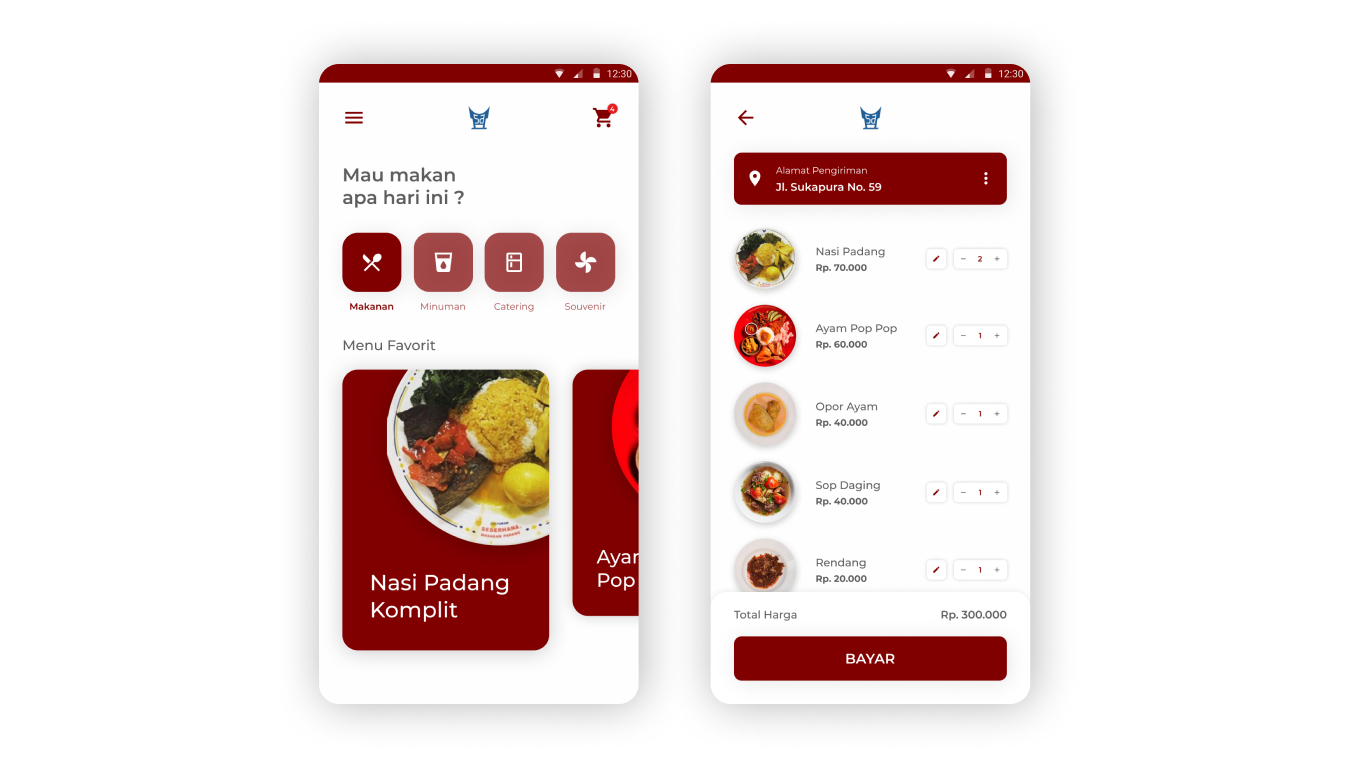 12:30
4
Mau makan
apa hari ini ?
Makanan
Minuman
Catering
Souvenir
Menu Favorit
SEDERHANA
MASAKAN PADANG
Nasi Padang
Komplit
Ayam
Pop
12:30
Alamat Pengiriman
Jl. Sukapura No. 59
Nasi Padang
Rp. 70.000
− 2 +
Ayam Pop Pop
Rp. 60.000
− 1 +
Opor Ayam
Rp. 40.000
− 1 +
Sop Daging
Rp. 40.000
− 1 +
Rendang
Rp. 20.000
− 1 +
Total Harga
Rp. 300.000
BAYAR